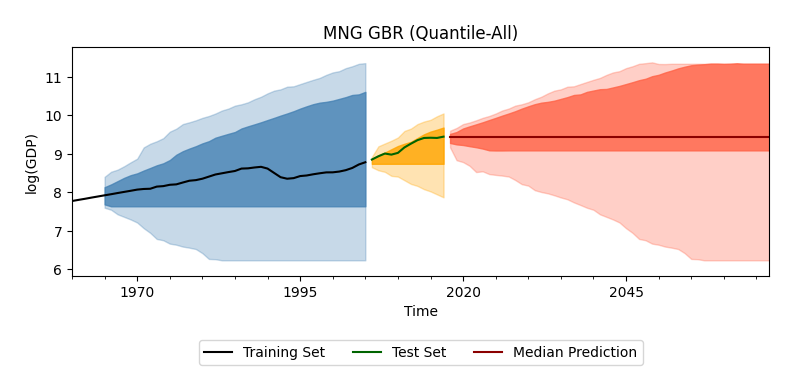 MNG GBR (Quantile-All)
log(GDP)
11
10
9
8
7
6
1970
1995
2020
2045
Time
Training Set
Test Set
Median Prediction